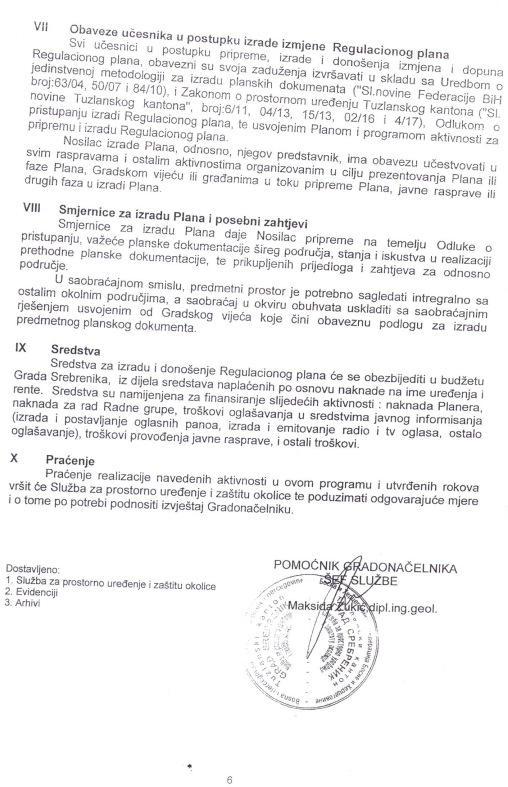 VII Obaveze učesnika u postupku izrade izmjene Regulacionog plana
Svi učesnici u postupku pripreme, izrade i donošenja izmjena i dopuna
Regulacionog plana, obavezni su svoja zaduženja izvršavati u skladu sa Uredbom o
jedinstvenoj metodologiji za izradu planskih dokumenata ("Sl.novine Federacije BiH
broj:63/04, 50/07 i 84/10), i Zakonom o prostornom uređenju Tuzlanskog kantona ("Sl.
novine Tuzlanskog kantona", broj:6/11, 04/13, 15/13, 02/16 i 4/17), Odlukom o
pristupanju izradi Regulacionog plana, te usvojenim Planom i programom aktivnosti za
pripremu i izradu Regulacionog plana.
Nosilac izrade Plana, odnosno, njegov predstavnik, ima obavezu učestvovati u
svim raspravama i ostalim aktivnostima organizovanim u cilju prezentovanja Plana ili
faze Plana, Gradskom vijeću ili građanima u toku pripreme Plana, javne rasprave ili
drugih faza u izradi Plana.
VIII Smjernice za izradu Plana i posebni zahtjevi
Smjernice za izradu Plana daje Nosilac pripreme na temelju Odluke o
pristupanju, važeće planske dokumentacije šireg područja, stanja i iskustva u realizaciji
prethodne planske dokumentacije, te prikupljenih prijedloga i zahtjeva za odnosno
područje.
U saobraćajnom smislu, predmetni prostor je potrebno sagledati intregralno sa
ostalim okolnim područjima, a saobraćaj u okviru obuhvata uskladiti sa saobraćajnim
rješenjem usvojenim od Gradskog vijeća koje čini obaveznu podlogu za izradu
predmetnog planskog dokumenta.
IX Sredstva
Sredstva za izradu i donošenje Regulacionog plana će se obezbijediti u budžetu
Grada Srebrenika, iz dijela sredstava naplaćenih po osnovu naknade na ime uređenja i
rente. Sredstva su namijenjena za finansiranje slijedećih aktivnosti : naknada Planera,
naknada za rad Radne grupe, troškovi oglašavanja u sredstvima javnog informisanja
(izrada i postavljanje oglasnih panoa, izrada i emitovanje radio i tv oglasa, ostalo
oglašavanje), troškovi provođenja javne rasprave, i ostali troškovi.
X Praćenje
Praćenje realizacije navedenih aktivnosti u ovom programu i utvrđenih rokova
vršit će Služba za prostorno uređenje i zaštitu okolice te poduzimati odgovarajuće mjere
i o tome po potrebi podnositi izvještaj Gradonačelniku.
POMOĆNIK GRADONAČELNIKA
ŠEF SLUŽBE
Maksida Zukić,dipl.ing.geol.
Dostavljeno:
1. Služba za prostorno uređenje i zaštitu okolice
2. Evidenciji
3. Arhivi
6